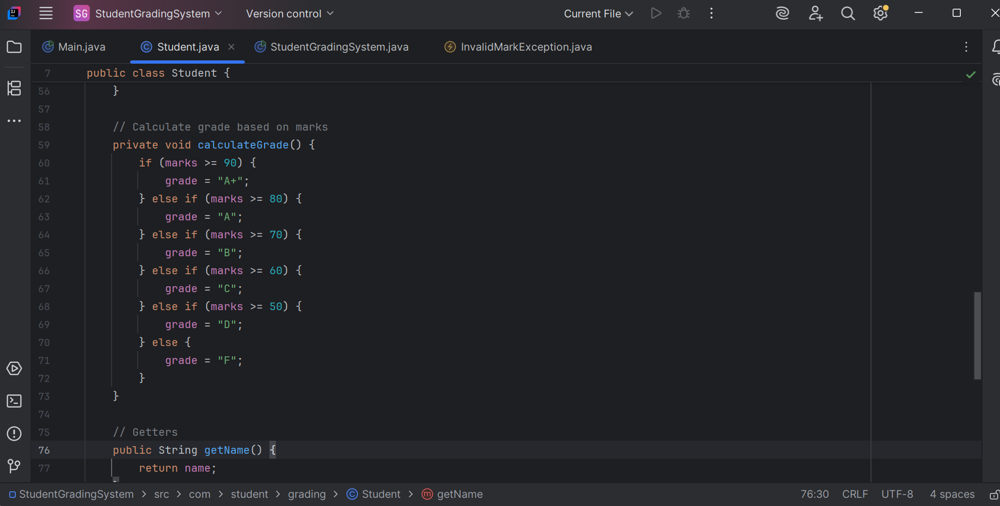 SG StudentGradingSystem Version control Current File
Main.java Student.java StudentGradingSystem.java InvalidMarkException.java
7 public class Student {
56 }
57
58 // Calculate grade based on marks
59 private void calculateGrade() {
60 if (marks >= 90) {
61 grade = "A+";
62 } else if (marks >= 80) {
63 grade = "A";
64 } else if (marks >= 70) {
65 grade = "B";
66 } else if (marks >= 60) {
67 grade = "C";
68 } else if (marks >= 50) {
69 grade = "D";
70 } else {
71 grade = "F";
72 }
73 }
74
75 // Getters
76 public String getName() {
77 return name;
StudentGradingSystem > src > com > student > grading > Student > getName 76:30 CRLF UTF-8 4 spaces